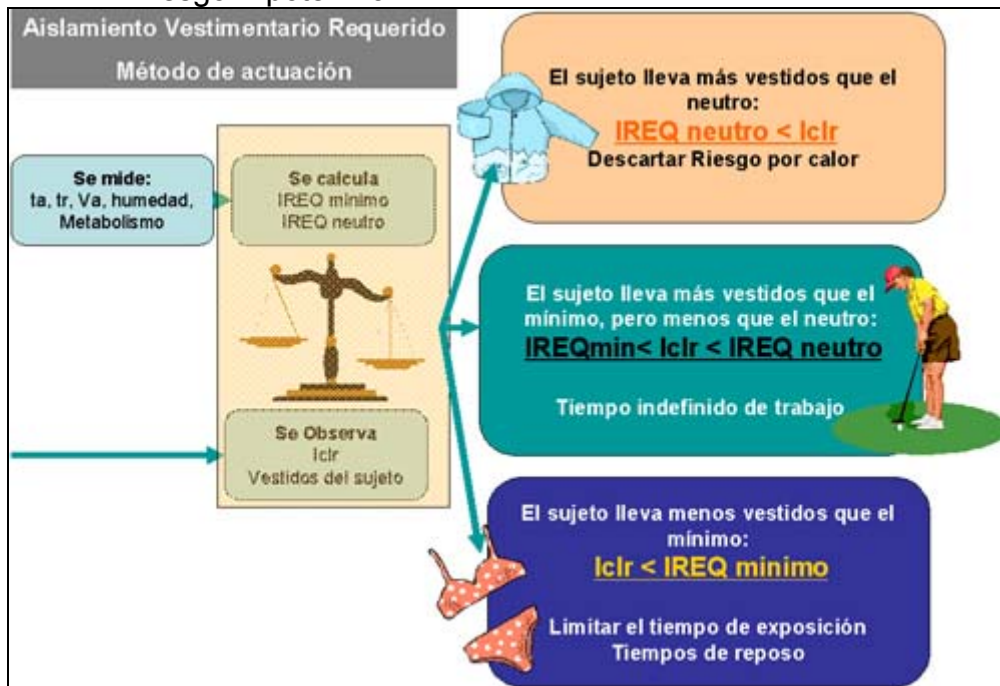 Aislamiento Vestimentario Requerido
Método de actuación
Se mide:
ta, tr, Va, humedad,
Metabolismo
Se calcula
IREQ mínimo
IREQ neutro
Se Observa
Iclr
Vestidos del sujeto
El sujeto lleva más vestidos que el
neutro:
IREQ neutro < Iclr
Descartar Riesgo por calor
El sujeto lleva más vestidos que el
mínimo, pero menos que el neutro:
IREQmin< Iclr < IREQ neutro
Tiempo indefinido de trabajo
El sujeto lleva menos vestidos que el
mínimo:
Iclr < IREQ minimo
Limitar el tiempo de exposición
Tiempos de reposo